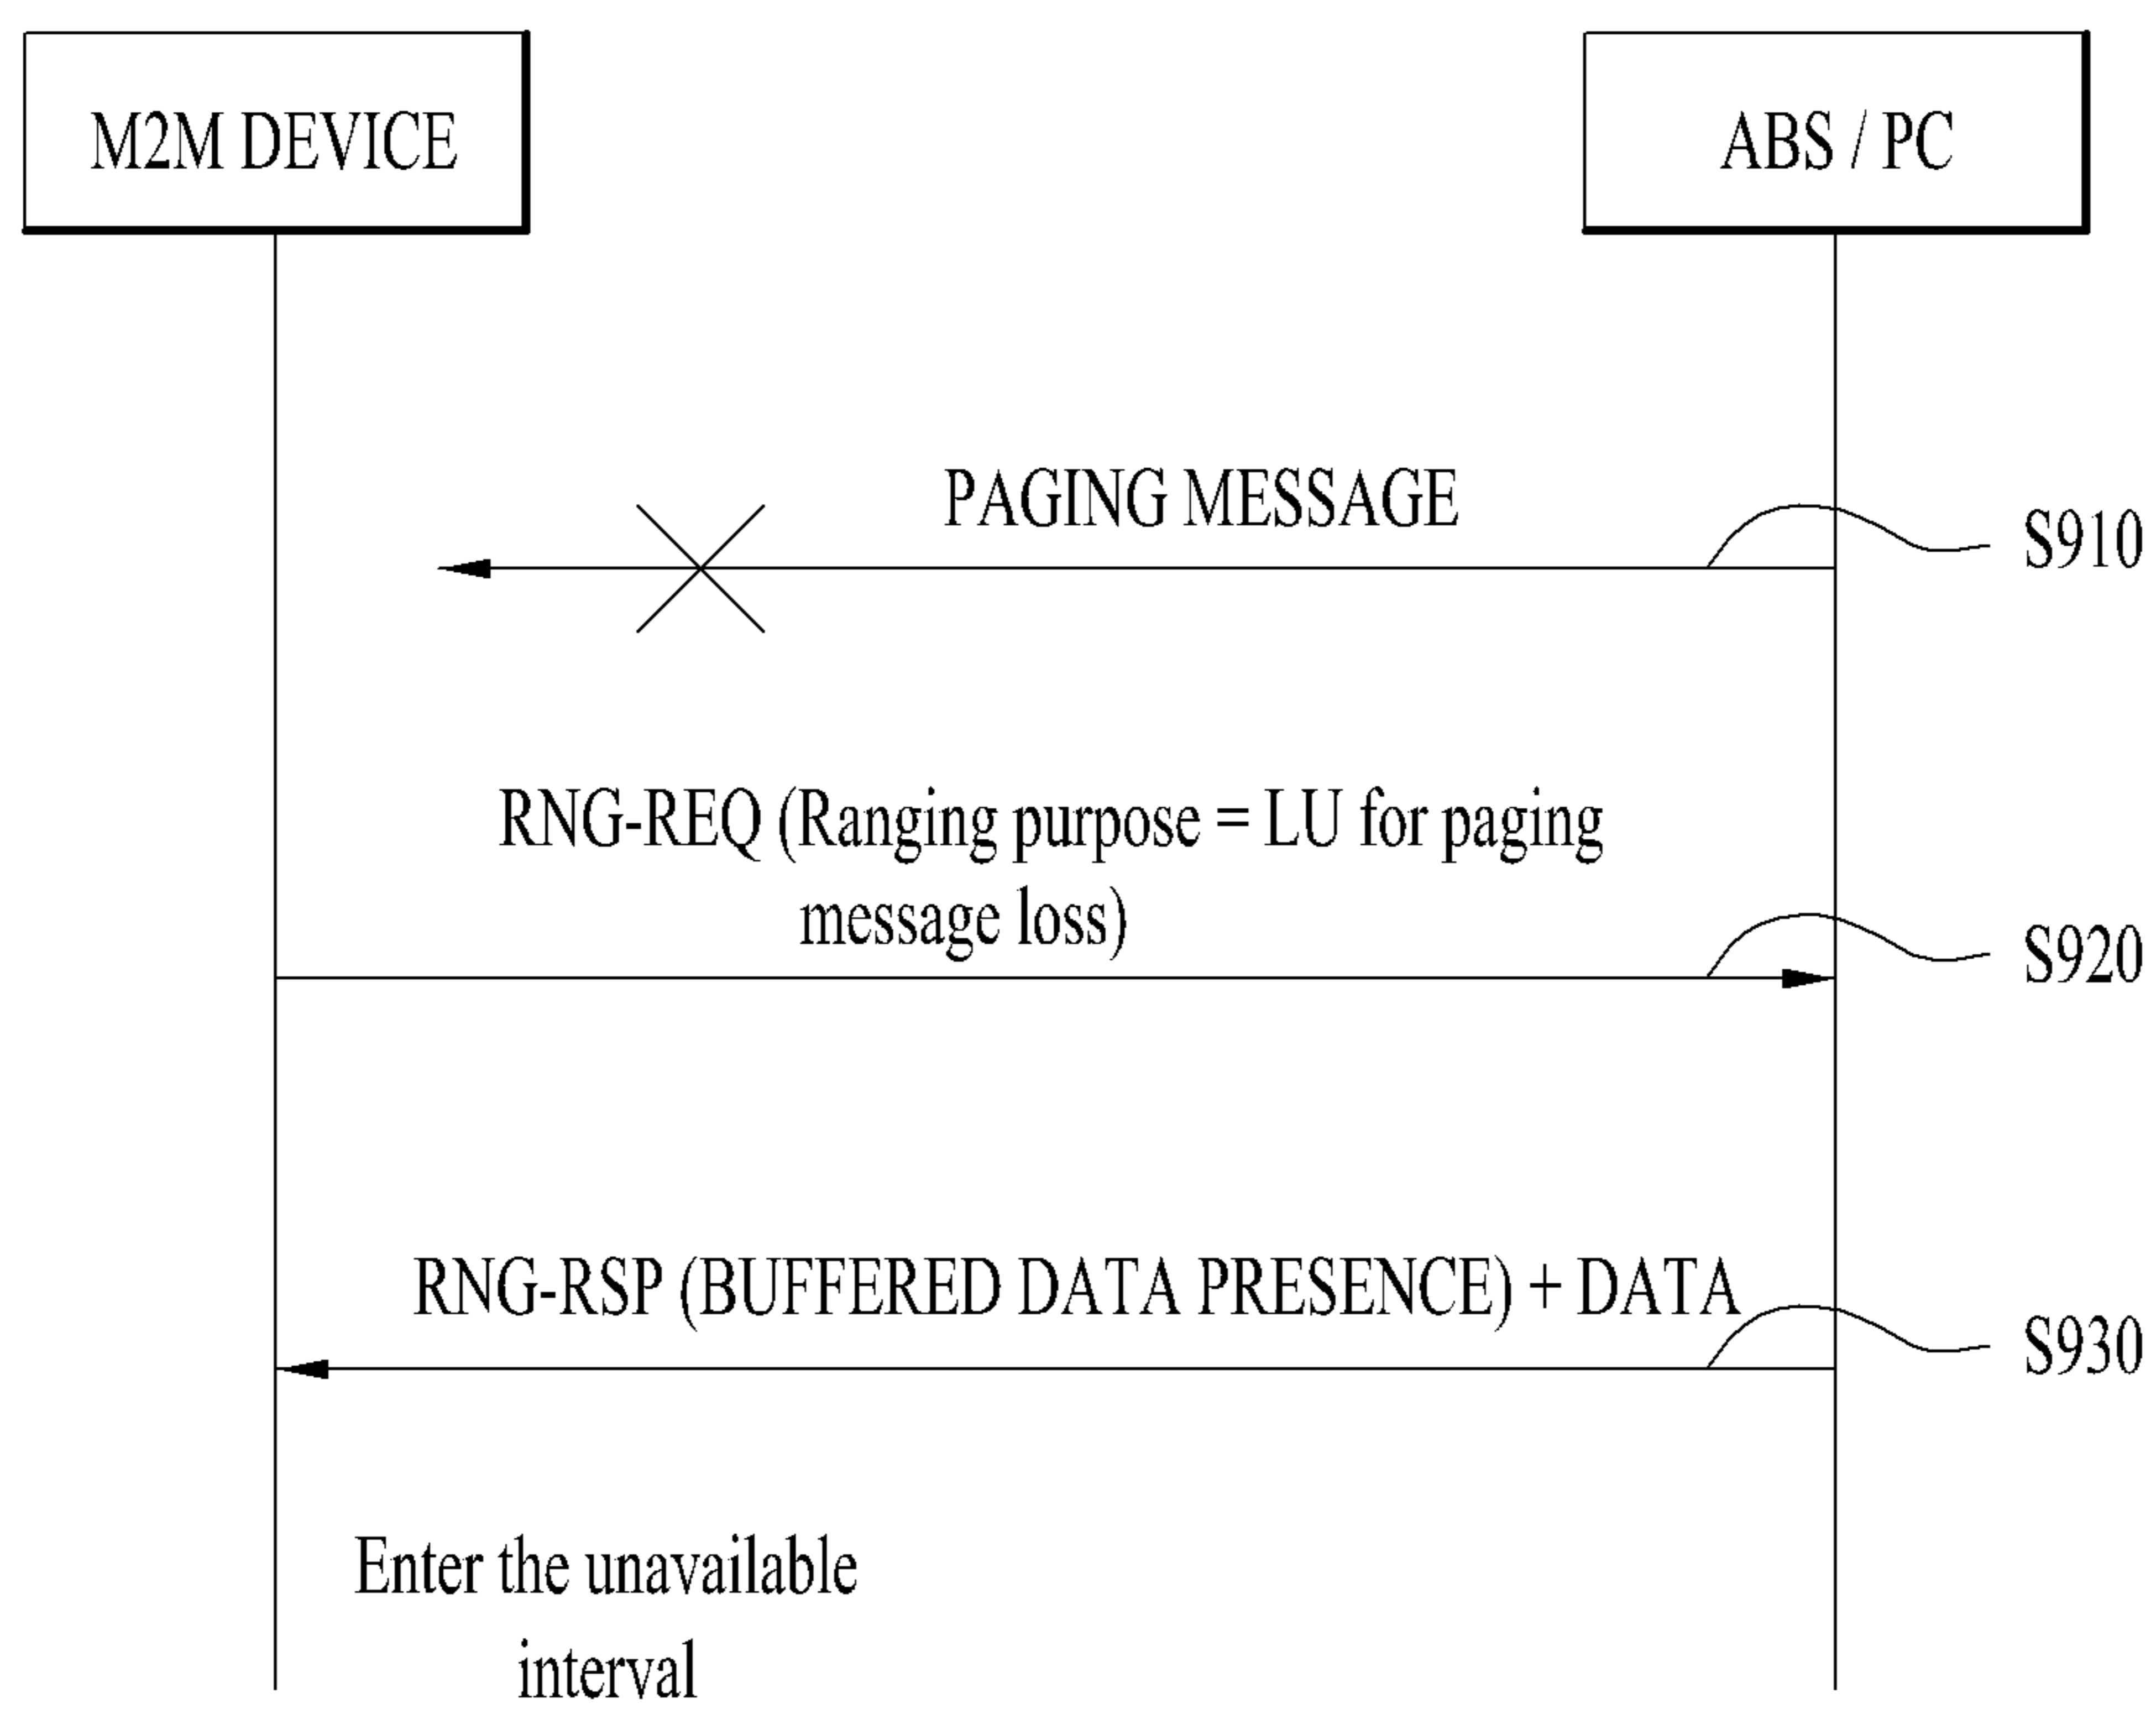 M2M DEVICE
ABS / PC
PAGING MESSAGE
S910
RNG-REQ (Ranging purpose = LU for paging
message loss)
S920
RNG-RSP (BUFFERED DATA PRESENCE) + DATA
S930
Enter the unavailable
interval